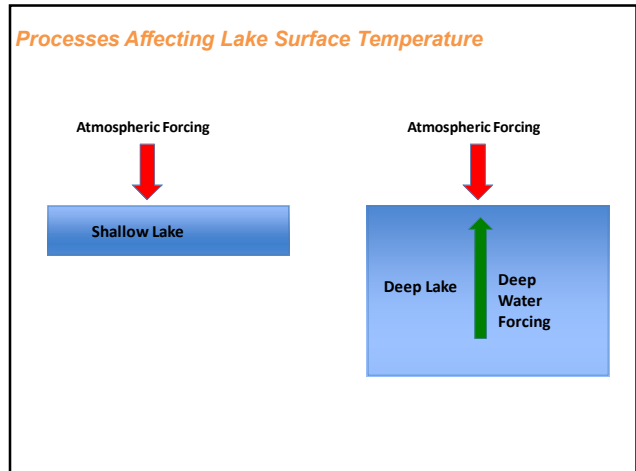 Processes Affecting Lake Surface Temperature
Atmospheric Forcing
Shallow Lake
Atmospheric Forcing
Deep Lake
Deep
Water
Forcing